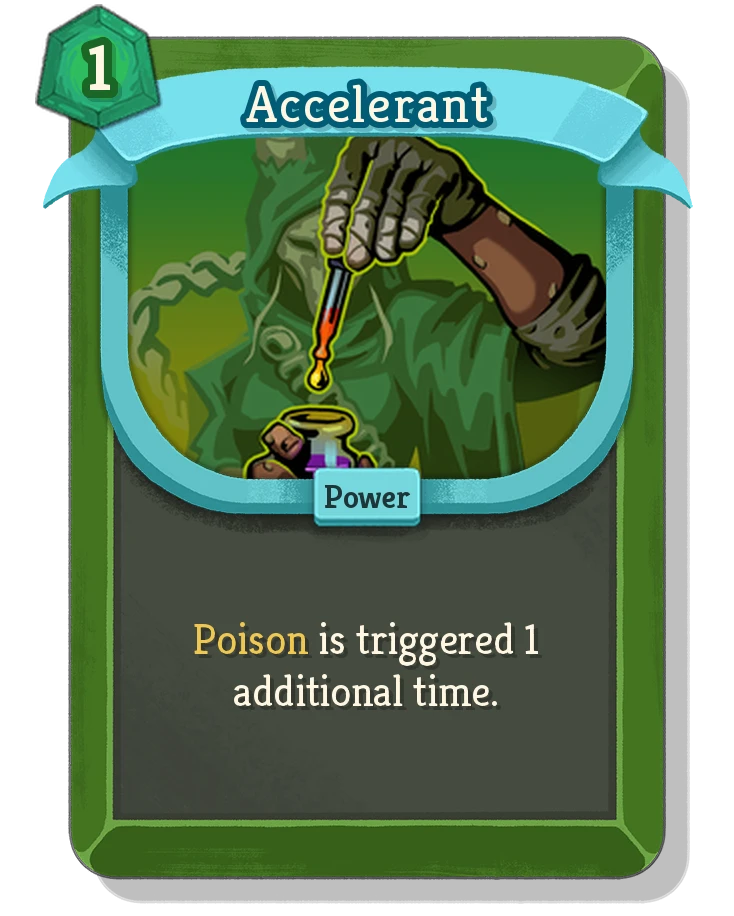 1
Accelerant
Power
Poison is triggered 1
additional time.